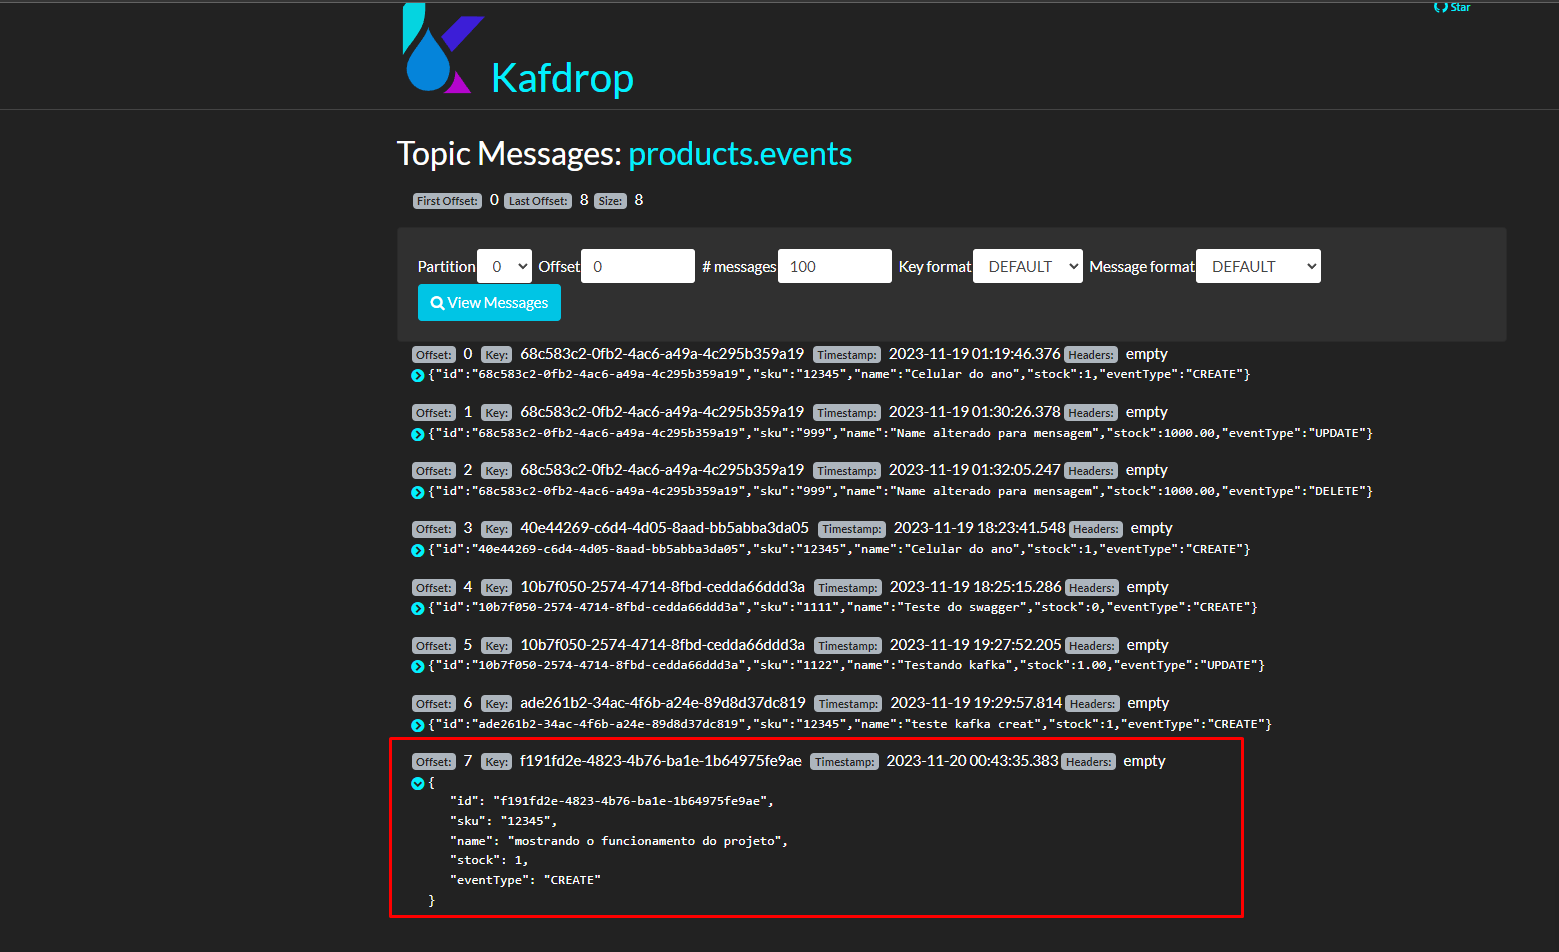 Star
Kafdrop
Topic Messages: products.events
First Offset: 0 Last Offset: 8 Size: 8
Partition 0 Offset 0 # messages 100 Key format DEFAULT Message format DEFAULT
View Messages
Offset: 0 Key: 68c583c2-0fb2-4ac6-a49a-4c295b359a19 Timestamp: 2023-11-19 01:19:46.376 Headers: empty
{"id":"68c583c2-0fb2-4ac6-a49a-4c295b359a19","sku":"12345","name":"Celular do ano","stock":1,"eventType":"CREATE"}
Offset: 1 Key: 68c583c2-0fb2-4ac6-a49a-4c295b359a19 Timestamp: 2023-11-19 01:30:26.378 Headers: empty
{"id":"68c583c2-0fb2-4ac6-a49a-4c295b359a19","sku":"999","name":"Name alterado para mensagem","stock":1000.00,"eventType":"UPDATE"}
Offset: 2 Key: 68c583c2-0fb2-4ac6-a49a-4c295b359a19 Timestamp: 2023-11-19 01:32:05.247 Headers: empty
{"id":"68c583c2-0fb2-4ac6-a49a-4c295b359a19","sku":"999","name":"Name alterado para mensagem","stock":1000.00,"eventType":"DELETE"}
Offset: 3 Key: 40e44269-c6d4-4d05-8aad-bb5abba3da05 Timestamp: 2023-11-19 18:23:41.548 Headers: empty
{"id":"40e44269-c6d4-4d05-8aad-bb5abba3da05","sku":"12345","name":"Celular do ano","stock":1,"eventType":"CREATE"}
Offset: 4 Key: 10b7f050-2574-4714-8fbd-cedda66ddd3a Timestamp: 2023-11-19 18:25:15.286 Headers: empty
{"id":"10b7f050-2574-4714-8fbd-cedda66ddd3a","sku":"1111","name":"Teste do swagger","stock":0,"eventType":"CREATE"}
Offset: 5 Key: 10b7f050-2574-4714-8fbd-cedda66ddd3a Timestamp: 2023-11-19 19:27:52.205 Headers: empty
{"id":"10b7f050-2574-4714-8fbd-cedda66ddd3a","sku":"1122","name":"Testando kafka","stock":1.00,"eventType":"UPDATE"}
Offset: 6 Key: ade261b2-34ac-4f6b-a24e-89d8d37dc819 Timestamp: 2023-11-19 19:29:57.814 Headers: empty
{"id":"ade261b2-34ac-4f6b-a24e-89d8d37dc819","sku":"12345","name":"teste kafka creat","stock":1,"eventType":"CREATE"}
Offset: 7 Key: f191fd2e-4823-4b76-ba1e-1b64975fe9ae Timestamp: 2023-11-20 00:43:35.383 Headers: empty
{
"id": "f191fd2e-4823-4b76-ba1e-1b64975fe9ae",
"sku": "12345",
"name": "mostrando o funcionamento do projeto",
"stock": 1,
"eventType": "CREATE"
}